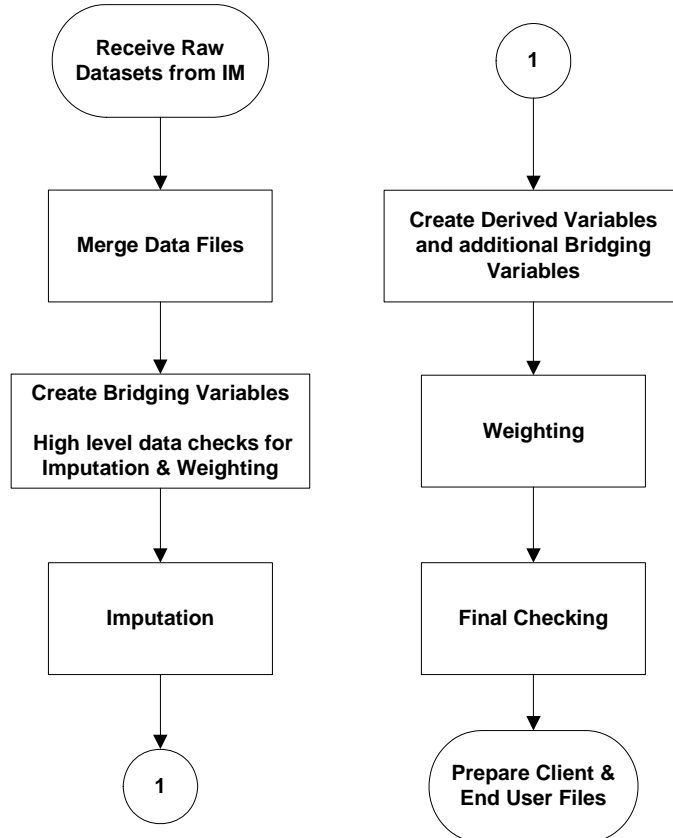 Receive Raw
Datasets from IM
Merge Data Files
Create Bridging Variables
High level data checks for
Imputation & Weighting
Imputation
1
1
Create Derived Variables
and additional Bridging
Variables
Weighting
Final Checking
Prepare Client &
End User Files